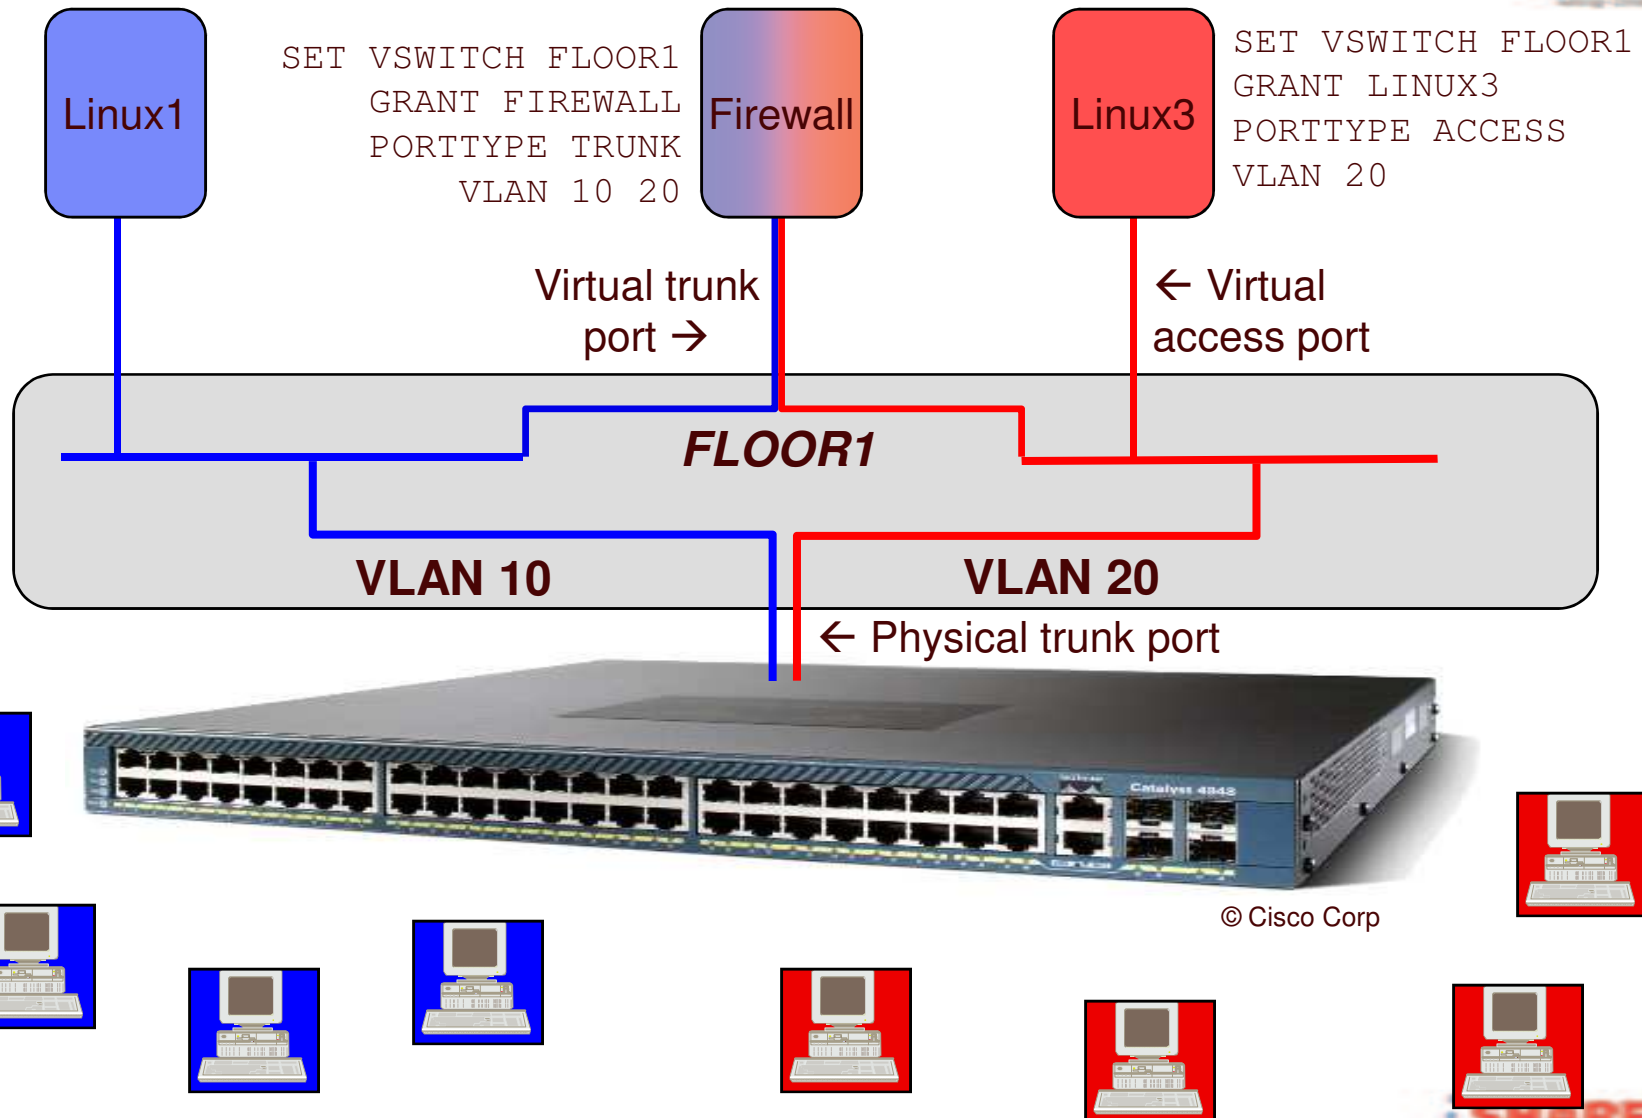 Linux1
SET VSWITCH FLOOR1
GRANT FIREWALL
PORTTYPE TRUNK
VLAN 10 20
Firewall
Linux3
SET VSWITCH FLOOR1
GRANT LINUX3
PORTTYPE ACCESS
VLAN 20
Virtual trunk
port →
← Virtual
access port
FLOOR1
VLAN 10
VLAN 20
← Physical trunk port
Catalyst 4948
© Cisco Corp